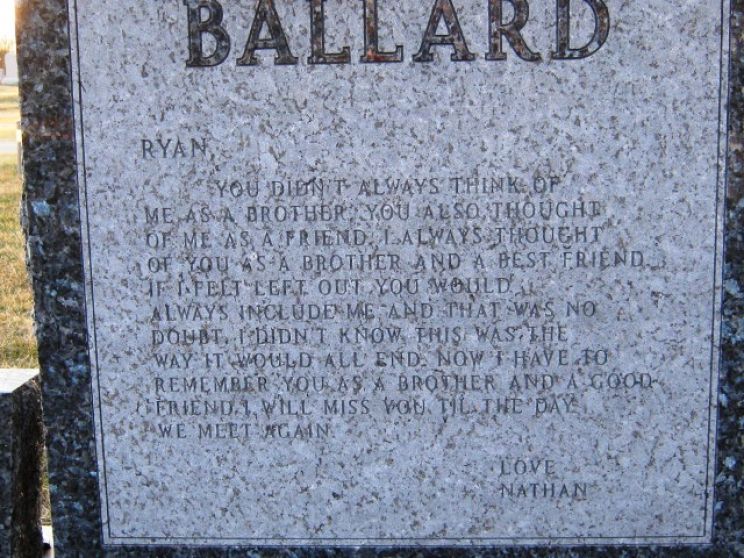 BALLARD
RYAN,
YOU DIDN'T ALWAYS THINK OF
ME AS A BROTHER, YOU ALSO THOUGHT
OF ME AS A FRIEND. I ALWAYS THOUGHT
OF YOU AS A BROTHER AND A BEST FRIEND.
IF I FELT LEFT OUT YOU WOULD
ALWAYS INCLUDE ME AND THAT WAS NO
DOUBT. I DIDN'T KNOW THIS WAS THE
WAY IT WOULD ALL END. NOW I HAVE TO
REMEMBER YOU AS A BROTHER AND A GOOD
FRIEND. I WILL MISS YOU TIL THE DAY
WE MEET AGAIN.
LOVE
NATHAN